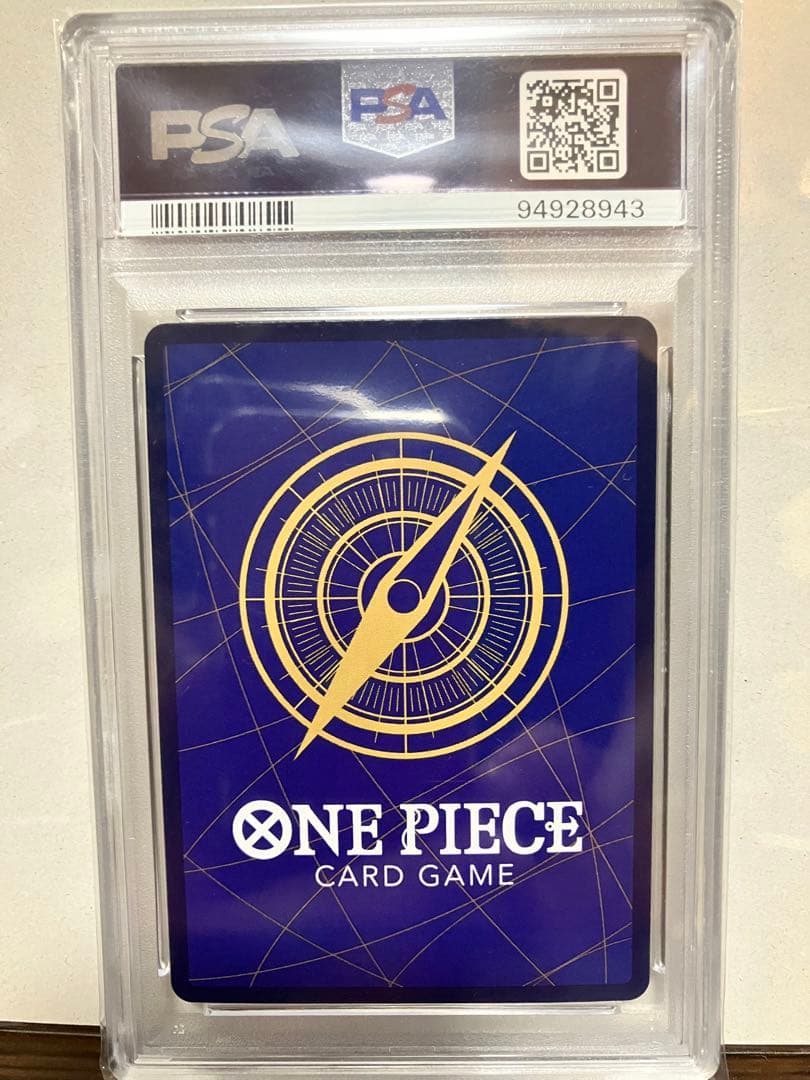 PSA
PSA
94928943
ONE PIECE
CARD GAME